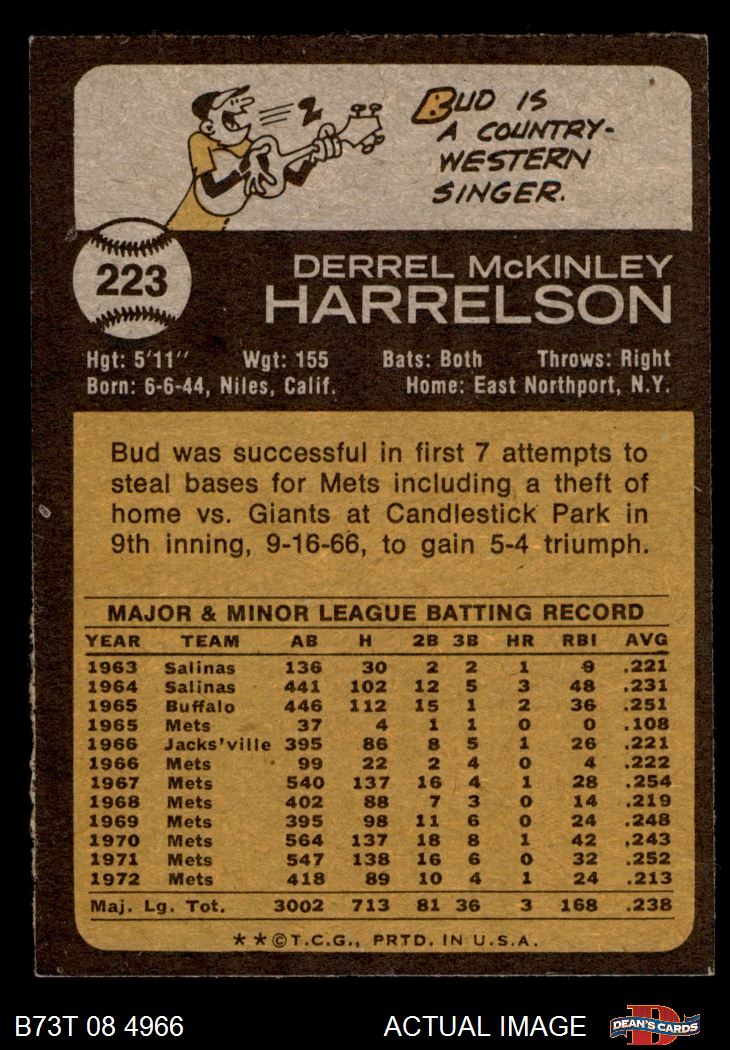 BUD IS
A COUNTRY-
WESTERN
SINGER.
223
DERREL McKINLEY
HARRELSON
Hgt: 5'11" Wgt: 155 Bats: Both Throws: Right
Born: 6-6-44, Niles, Calif. Home: East Northport, N.Y.
Bud was successful in first 7 attempts to
steal bases for Mets including a theft of
home vs. Giants at Candlestick Park in
9th inning, 9-16-66, to gain 5-4 triumph.
MAJOR & MINOR LEAGUE BATTING RECORD
YEAR TEAM AB H 2B 3B HR RBI AVG
1963 Salinas 136 30 2 2 1 9 .221
1964 Salinas 441 102 12 5 3 48 .231
1965 Buffalo 446 112 15 1 2 36 .251
1965 Mets 37 4 1 1 0 0 .108
1966 Jacks'ville 395 86 8 5 1 26 .221
1966 Mets 99 22 2 4 0 4 .222
1967 Mets 540 137 16 4 1 28 .254
1968 Mets 402 88 7 3 0 14 .219
1969 Mets 395 98 11 6 0 24 .248
1970 Mets 564 137 18 8 1 42 .243
1971 Mets 547 138 16 6 0 32 .252
1972 Mets 418 89 10 4 1 24 .213
Maj. Lg. Tot. 3002 713 81 36 3 168 .238
**©T.C.G., PRTD. IN U.S.A.
B73T 08 4966 ACTUAL IMAGE DEAN'S CARDS